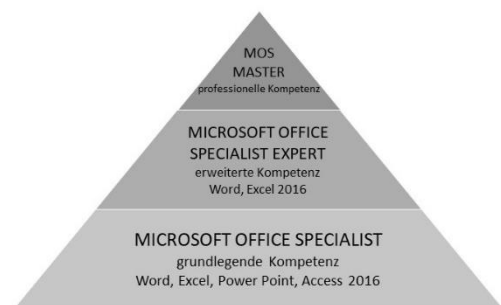 MOS
MASTER
professionelle Kompetenz
MICROSOFT OFFICE
SPECIALIST EXPERT
erweiterte Kompetenz
Word, Excel 2016
MICROSOFT OFFICE SPECIALIST
grundlegende Kompetenz
Word, Excel, Power Point, Access 2016